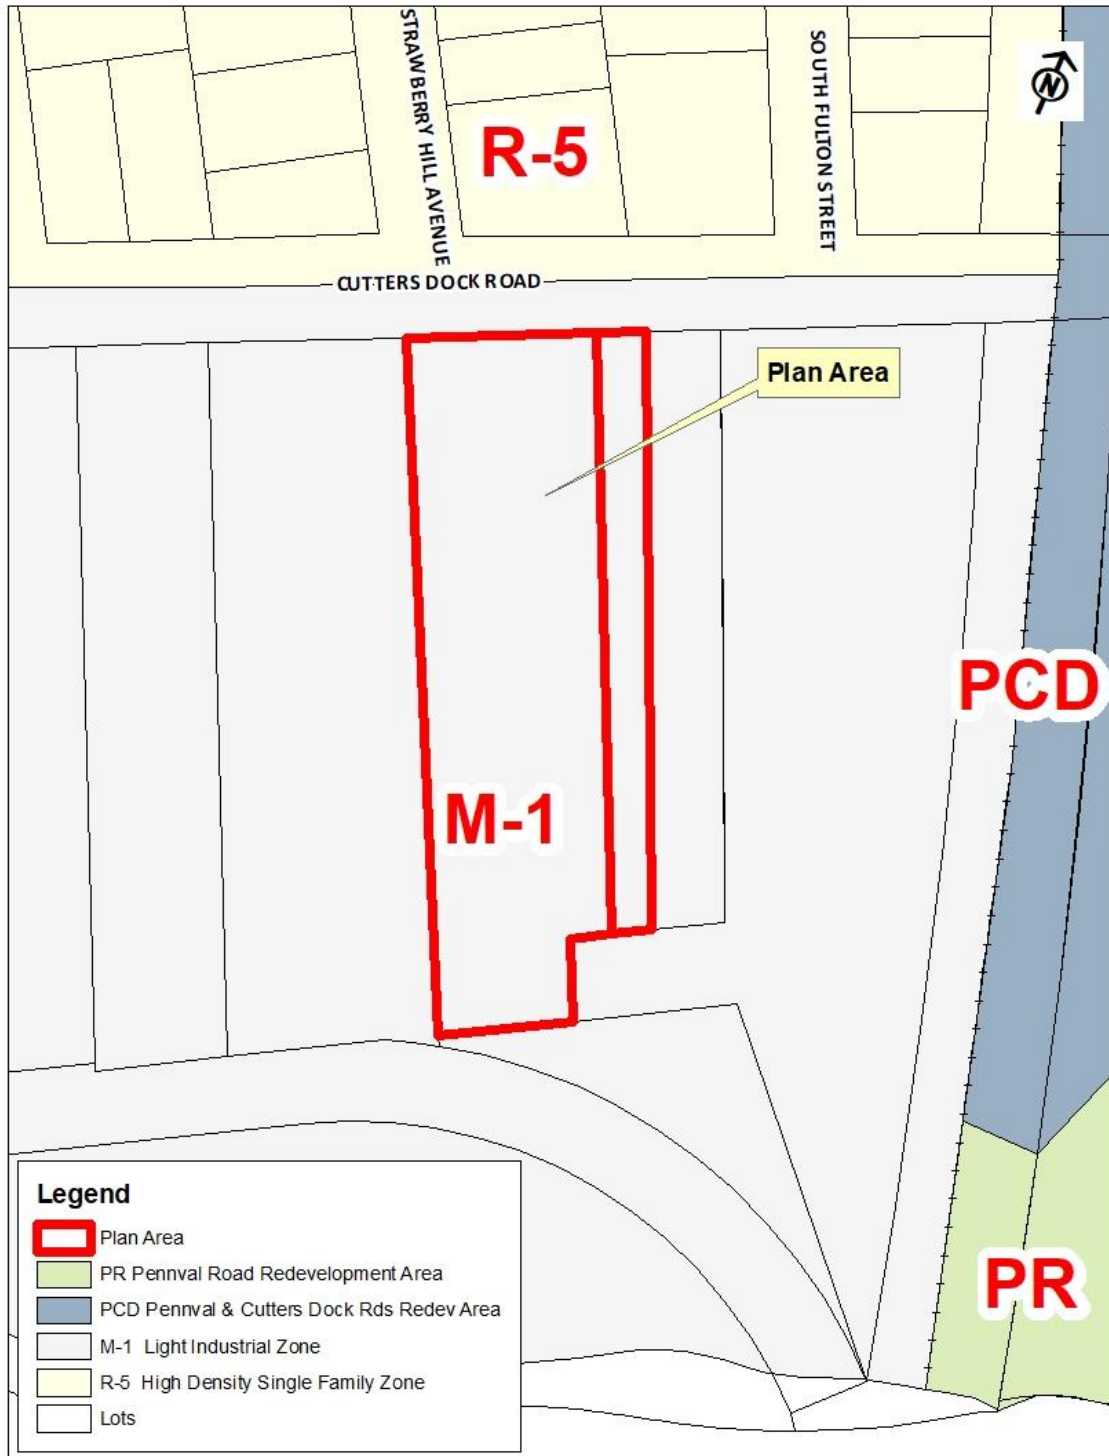 STRAWBERRY HILL AVENUE
SOUTH FULTON STREET
N
R-5
CUTTERS DOCK ROAD
Plan Area
PCD
M-1
PR
Legend
Plan Area
PR Pennval Road Redevelopment Area
PCD Pennval & Cutters Dock Rds Redev Area
M-1 Light Industrial Zone
R-5 High Density Single Family Zone
Lots